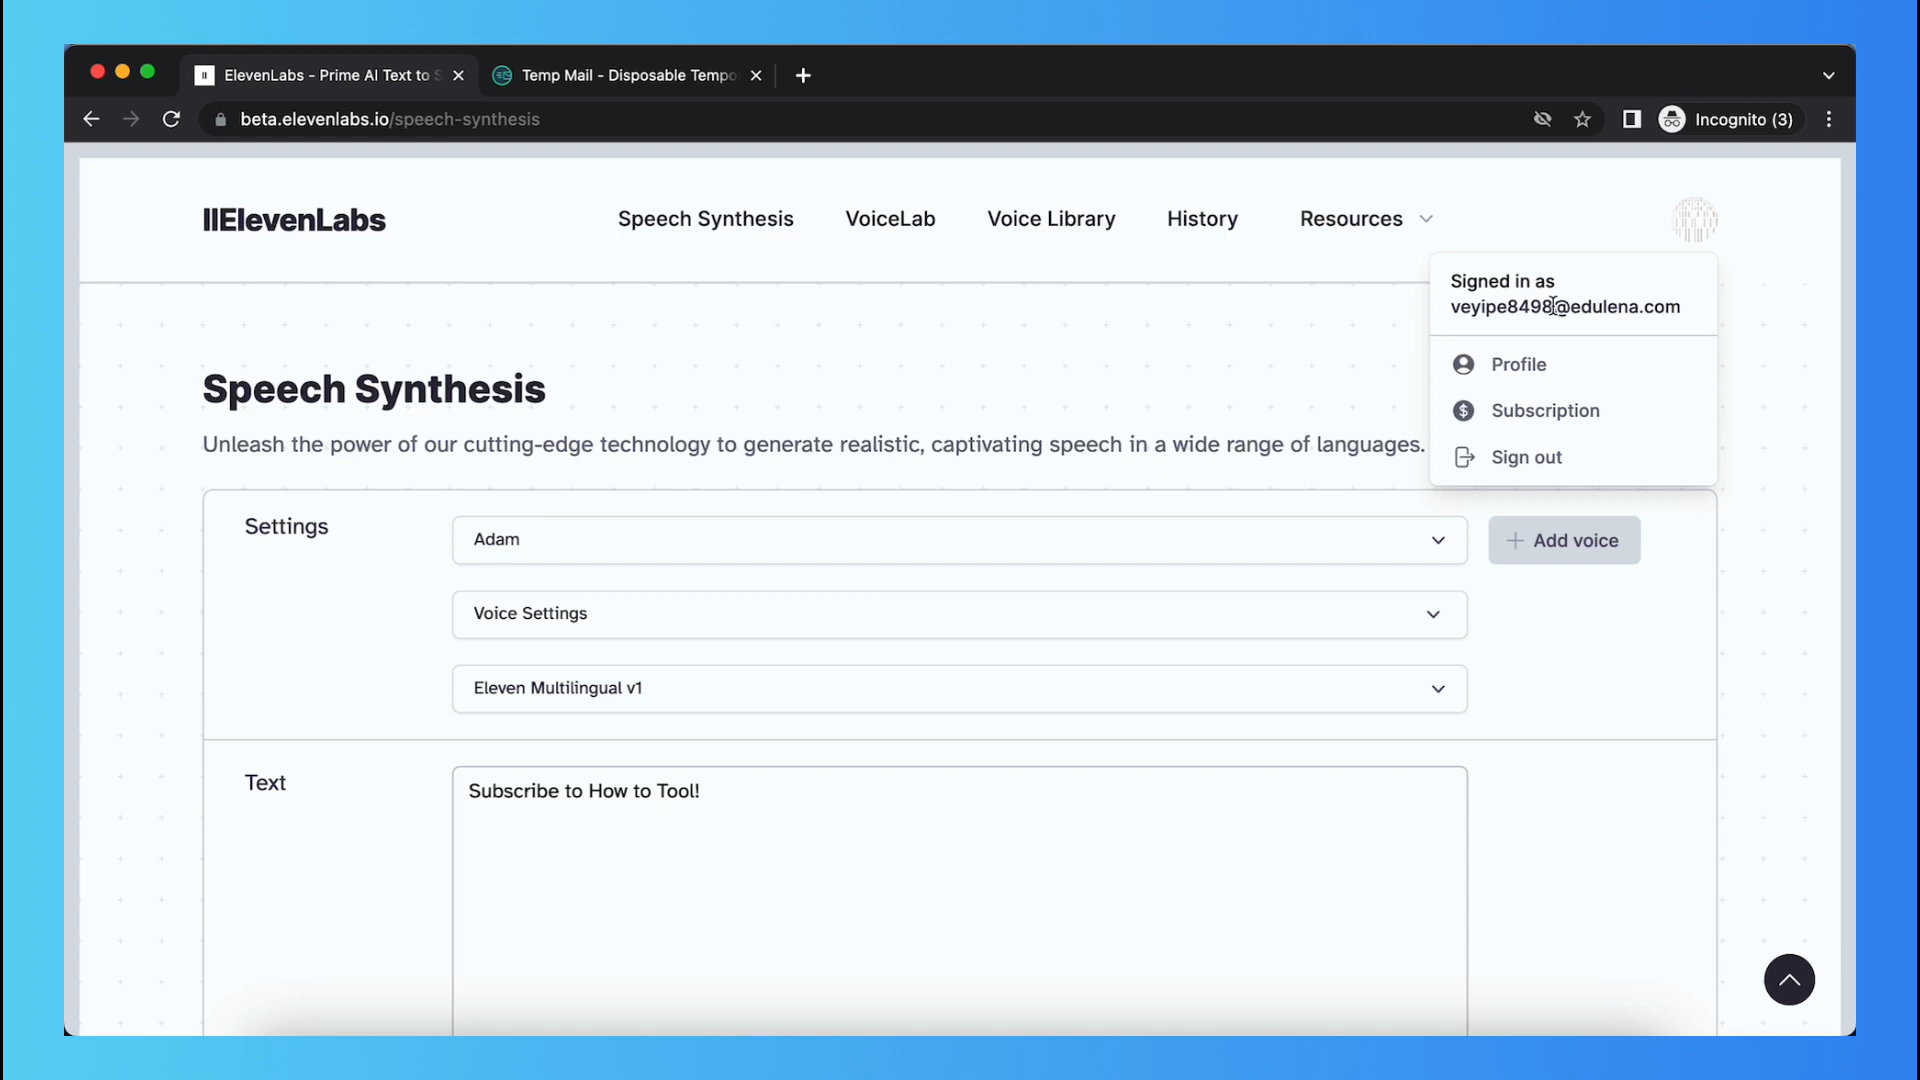 ElevenLabs - Prime AI Text to S
Temp Mail - Disposable Tempo
beta.elevenlabs.io/speech-synthesis
Incognito (3)
IIElevenLabs
Speech Synthesis
VoiceLab
Voice Library
History
Resources
Signed in as
veyipe8498@edulena.com
Profile
Subscription
Sign out
Speech Synthesis
Unleash the power of our cutting-edge technology to generate realistic, captivating speech in a wide range of languages.
Settings
Adam
+ Add voice
Voice Settings
Eleven Multilingual v1
Text
Subscribe to How to Tool!